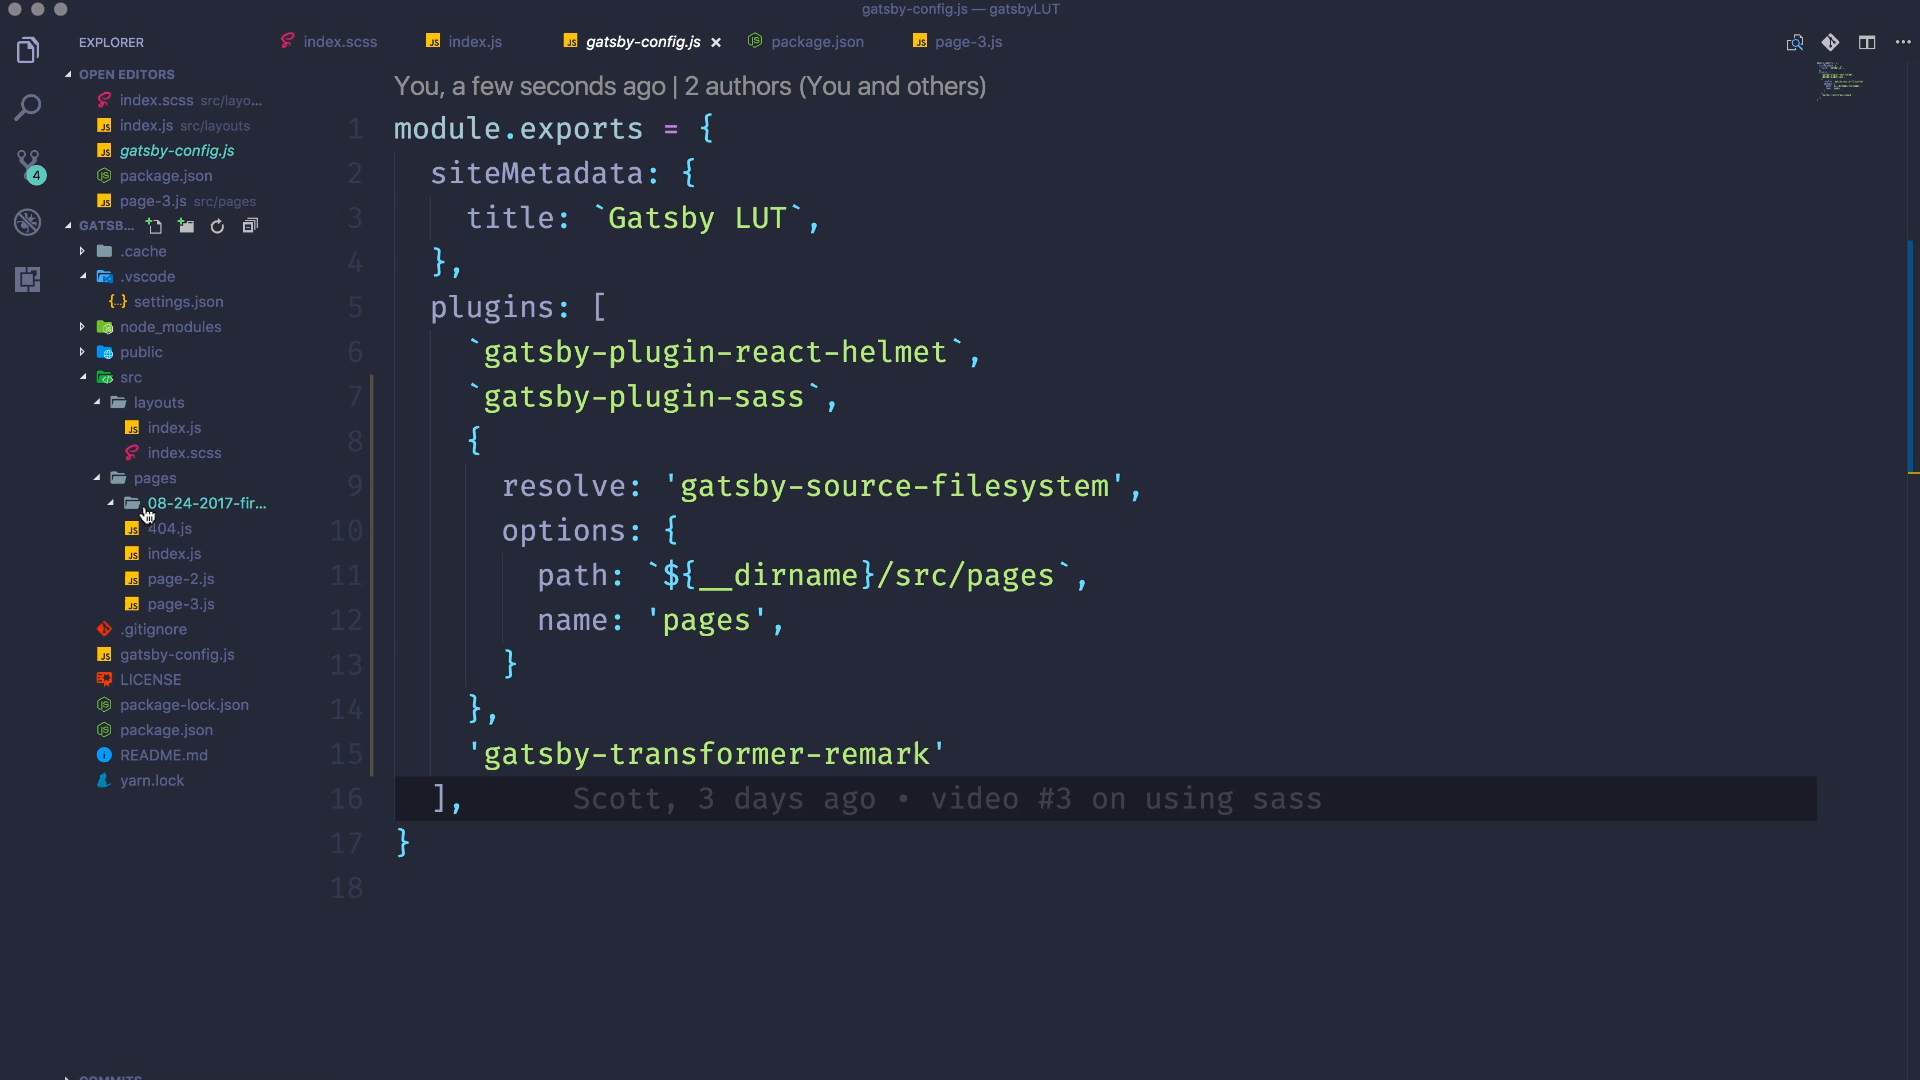 gatsby-config.js — gatsbyLUT
EXPLORER
index.scss
index.js
gatsby-config.js
package.json
page-3.js
OPEN EDITORS
index.scss src/layo...
index.js src/layouts
gatsby-config.js
package.json
page-3.js src/pages
4
GATSB...
.cache
.vscode
{..} settings.json
node_modules
public
src
layouts
index.js
index.scss
pages
08-24-2017-fir...
404.js
index.js
page-2.js
page-3.js
.gitignore
gatsby-config.js
LICENSE
package-lock.json
package.json
README.md
yarn.lock
You, a few seconds ago | 2 authors (You and others)
1 module.exports = {
2 siteMetadata: {
3 title: `Gatsby LUT`,
4 },
5 plugins: [
6 `gatsby-plugin-react-helmet`,
7 `gatsby-plugin-sass`,
8 {
9 resolve: 'gatsby-source-filesystem',
10 options: {
11 path: `${__dirname}/src/pages`,
12 name: 'pages',
13 }
14 },
15 'gatsby-transformer-remark'
16 ], Scott, 3 days ago • video #3 on using sass
17 }
18